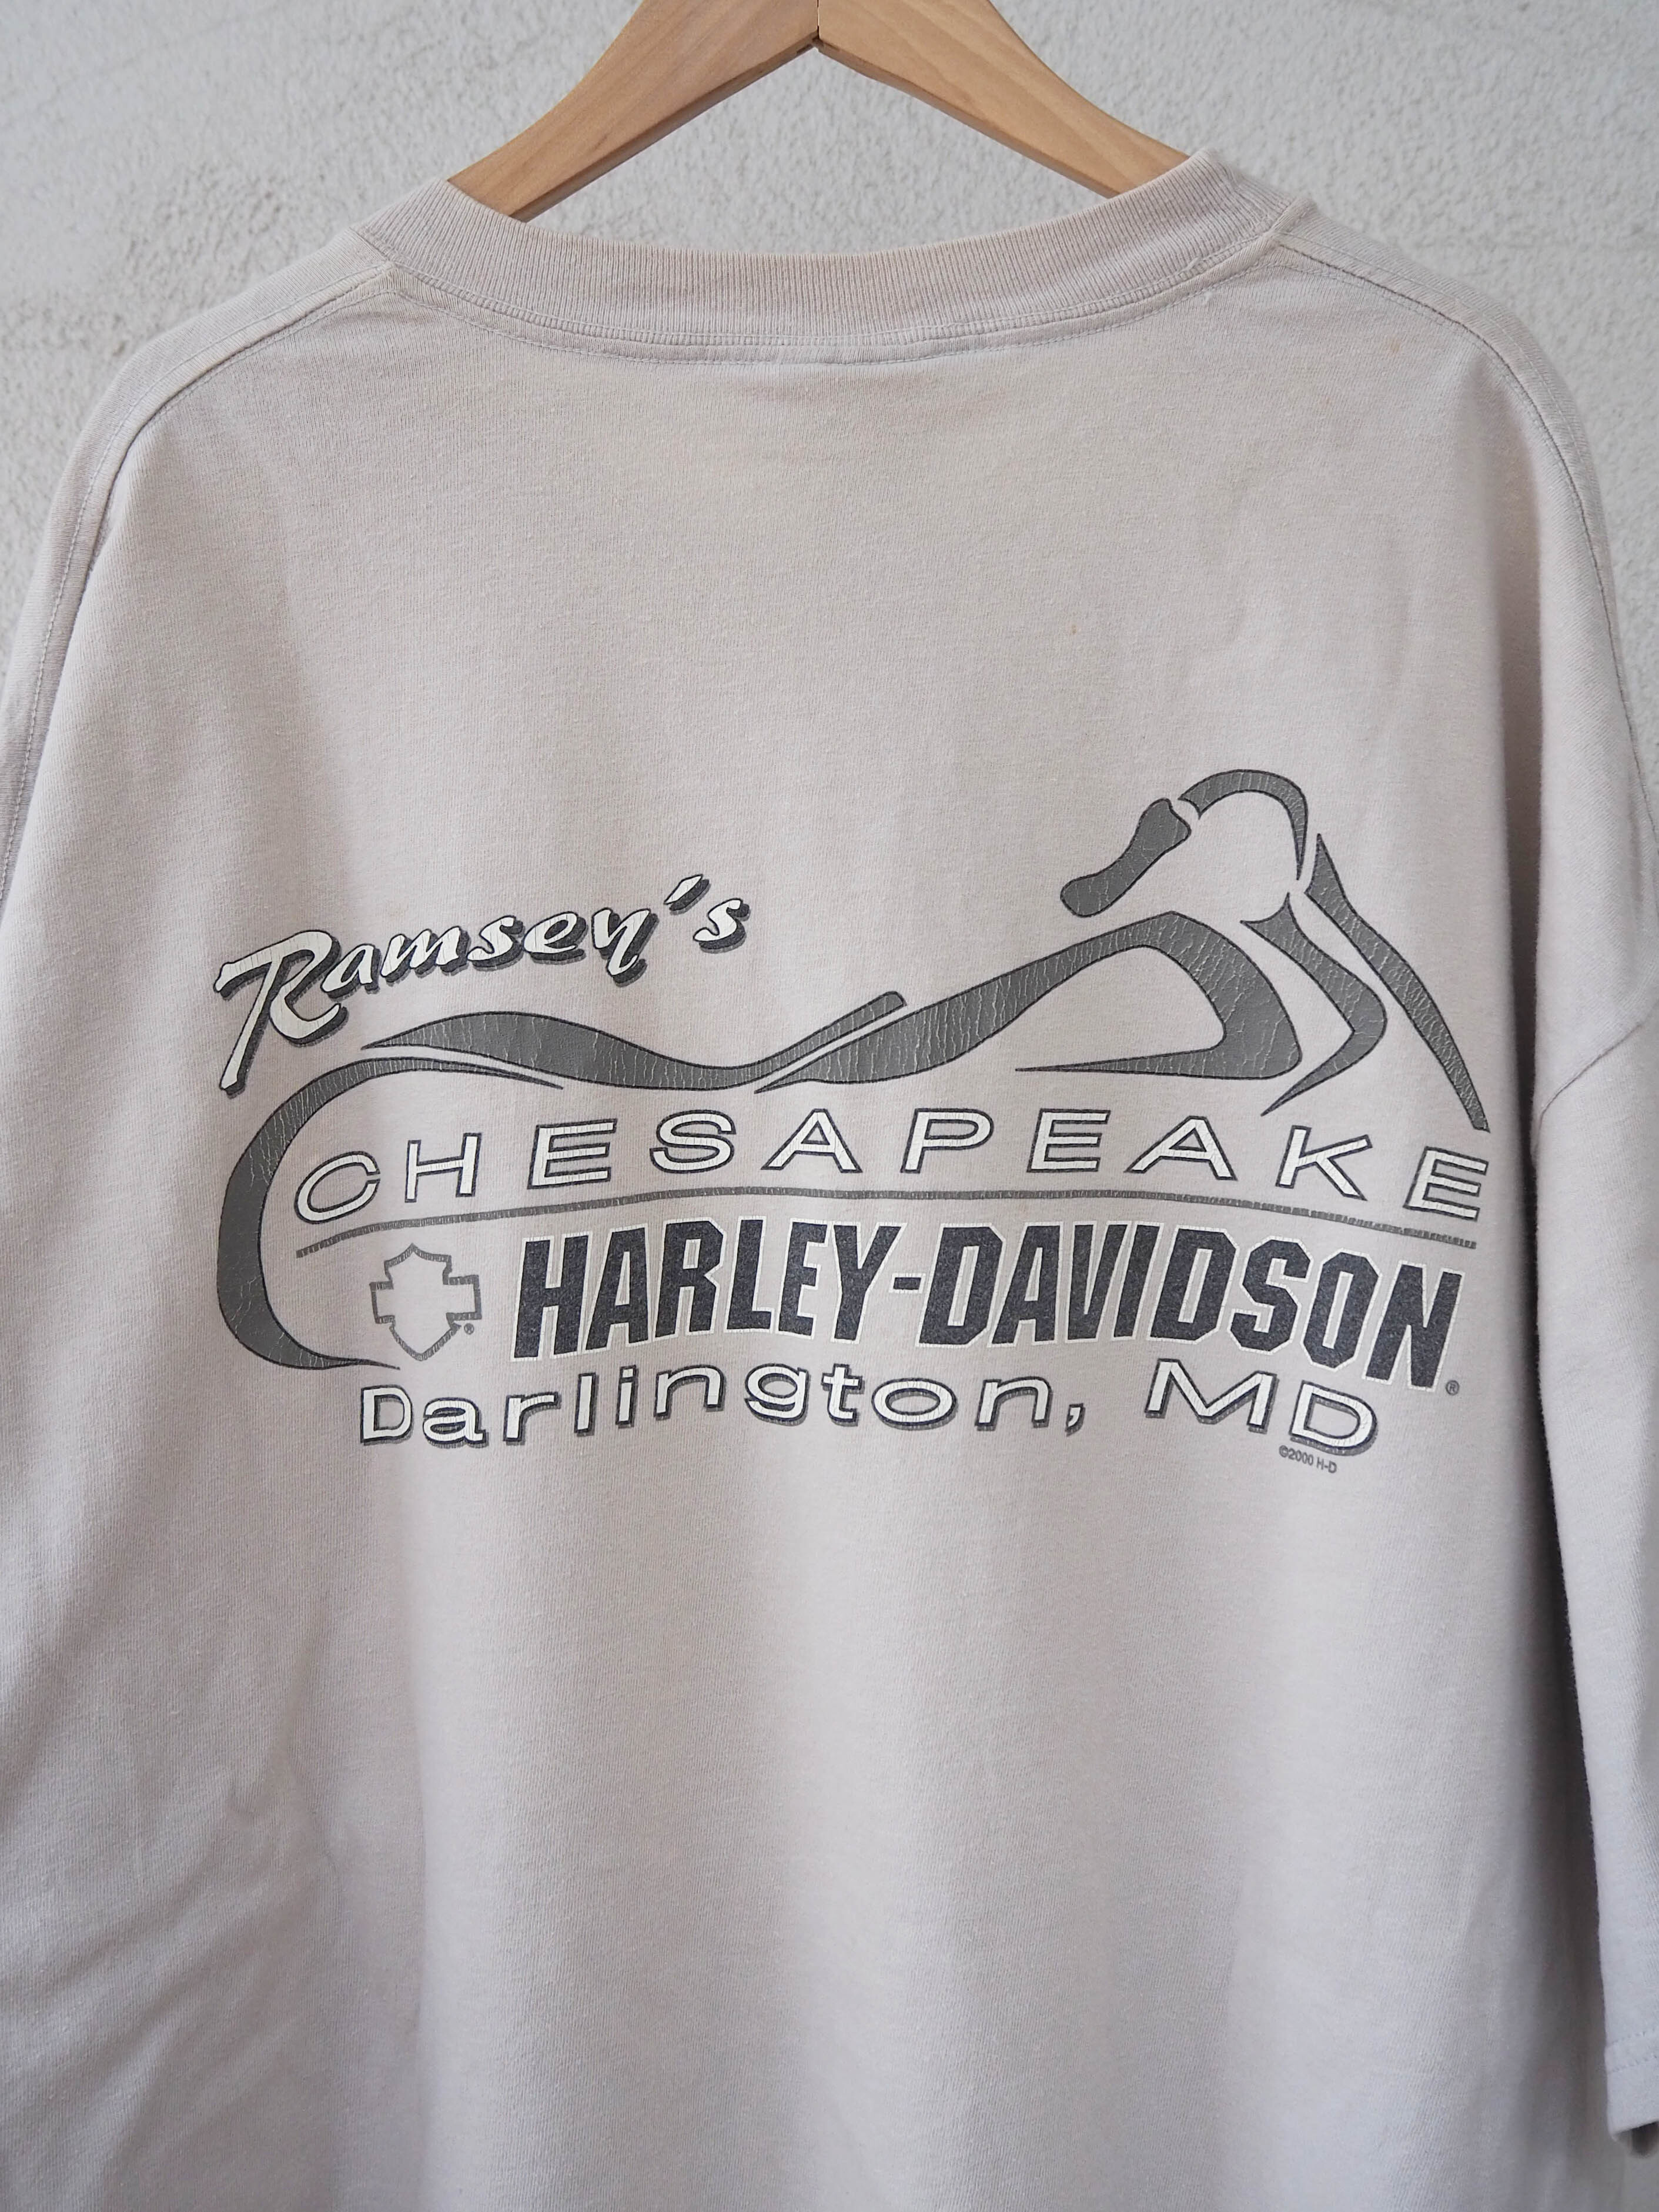 Ramsey's
CHESAPEAKE
® HARLEY-DAVIDSON®
Darlington, MD
©2000 H-D